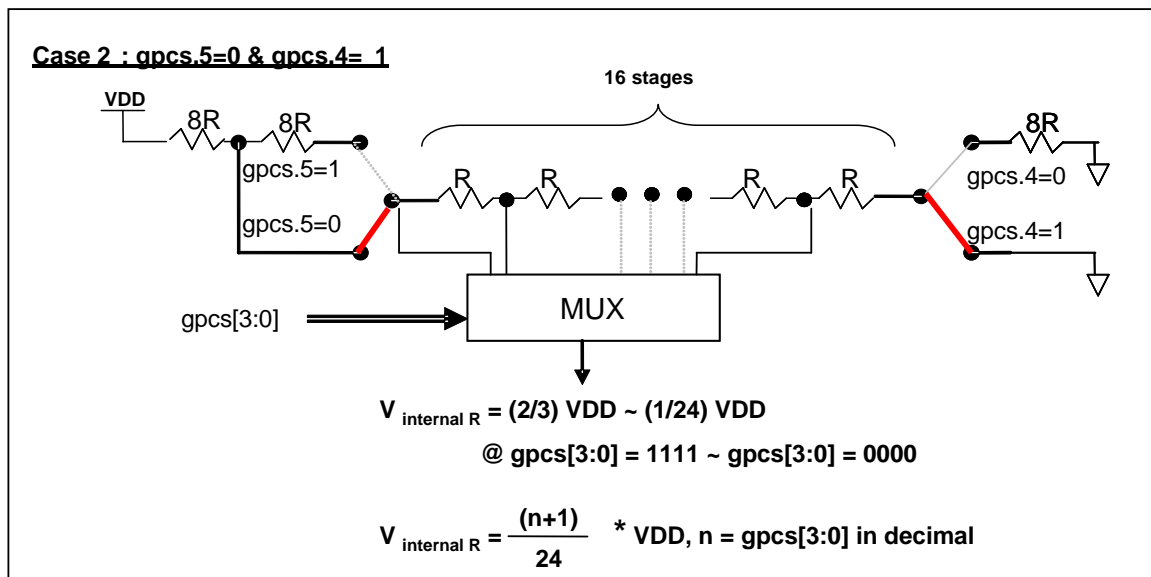 Case 2 : gpcs.5=0 & gpcs.4= 1
16 stages
VDD
8R
8R
8R
gpcs.5=1
R
R
R
R
gpcs.4=0
gpcs.5=0
gpcs.4=1
MUX
gpcs[3:0]
V internal R = (2/3) VDD ~ (1/24) VDD
@ gpcs[3:0] = 1111 ~ gpcs[3:0] = 0000
V internal R = (n+1) / 24 * VDD, n = gpcs[3:0] in decimal